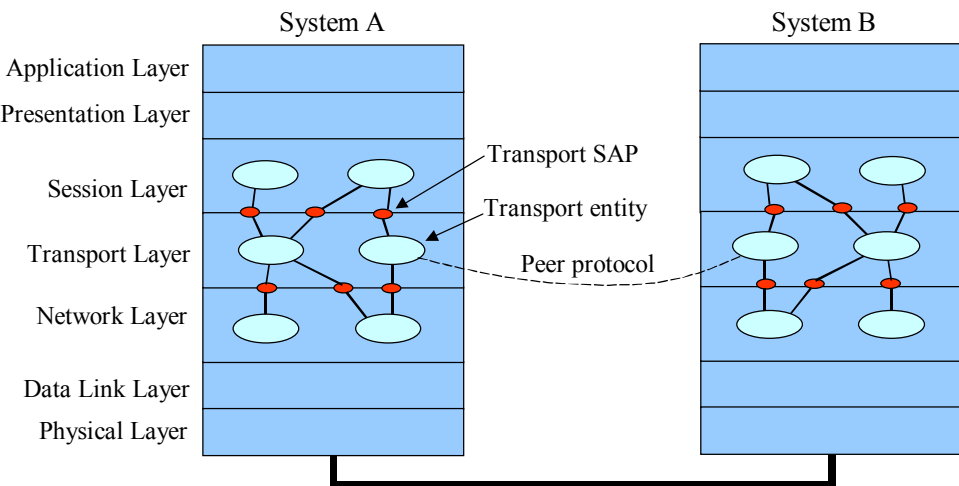 System A
System B
Application Layer
Presentation Layer
Session Layer
Transport SAP
Transport entity
Transport Layer
Peer protocol
Network Layer
Data Link Layer
Physical Layer